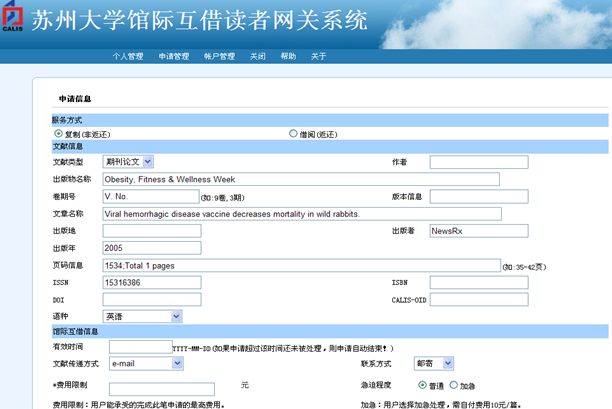 CALIS
苏州大学馆际互借读者网关系统
个人管理 申请管理 帐户管理 关闭 帮助 关于
申请信息
服务方式
复制(非返还) 借阅(返还)
文献信息
文献类型 期刊论文 作者
出版物名称 Obesity, Fitness & Wellness Week
卷期号 V. No. (如:9卷,3期) 版本信息
文章名称 Viral hemorrhagic disease vaccine decreases mortality in wild rabbits.
出版地 出版者 NewsRx
出版年 2005
页码信息 1534;Total 1 pages (如:35-42页)
ISSN 15316386 ISBN
DOI CALIS-OID
语种 英语
馆际互借信息
有效时间 YYYY-MM-DD(如果申请超过该时间还未被处理，则申请自动结束！)
文献传递方式 e-mail 联系方式 邮寄
*费用限制 元 急迫程度 普通 加急
费用限制：用户能承受的完成此笔申请的最高费用。 加急：用户选择加急处理，需自付费用10元/篇。